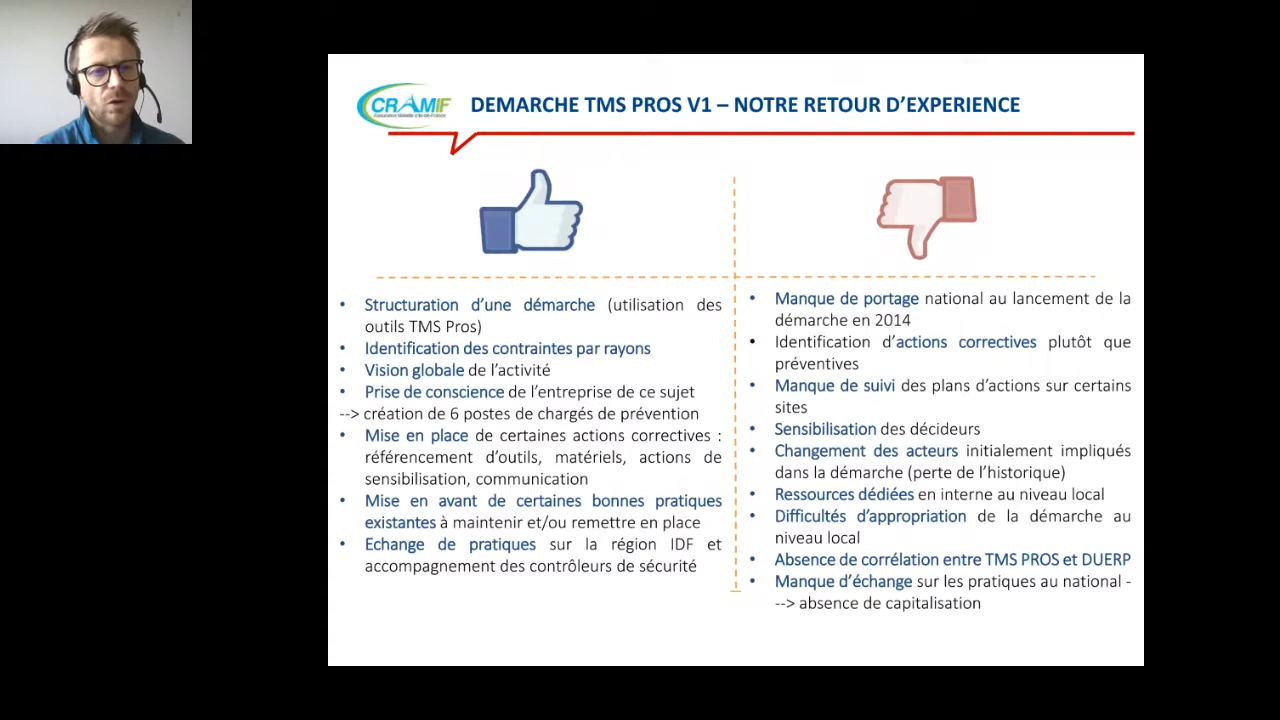 CRAMIF
DEMARCHE TMS PROS V1 – NOTRE RETOUR D'EXPERIENCE
• Structuration d'une démarche (utilisation des
outils TMS Pros)
• Identification des contraintes par rayons
• Vision globale de l'activité
• Prise de conscience de l'entreprise de ce sujet
--> création de 6 postes de chargés de prévention
• Mise en place de certaines actions correctives :
référencement d'outils, matériels, actions de
sensibilisation, communication
• Mise en avant de certaines bonnes pratiques
existantes à maintenir et/ou remettre en place
• Echange de pratiques sur la région IDF et
accompagnement des contrôleurs de sécurité
• Manque de portage national au lancement de la
démarche en 2014
• Identification d'actions correctives plutôt que
préventives
• Manque de suivi des plans d'actions sur certains
sites
• Sensibilisation des décideurs
• Changement des acteurs initialement impliqués
dans la démarche (perte de l'historique)
• Ressources dédiées en interne au niveau local
• Difficultés d'appropriation de la démarche au
niveau local
• Absence de corrélation entre TMS PROS et DUERP
• Manque d'échange sur les pratiques au national -
--> absence de capitalisation